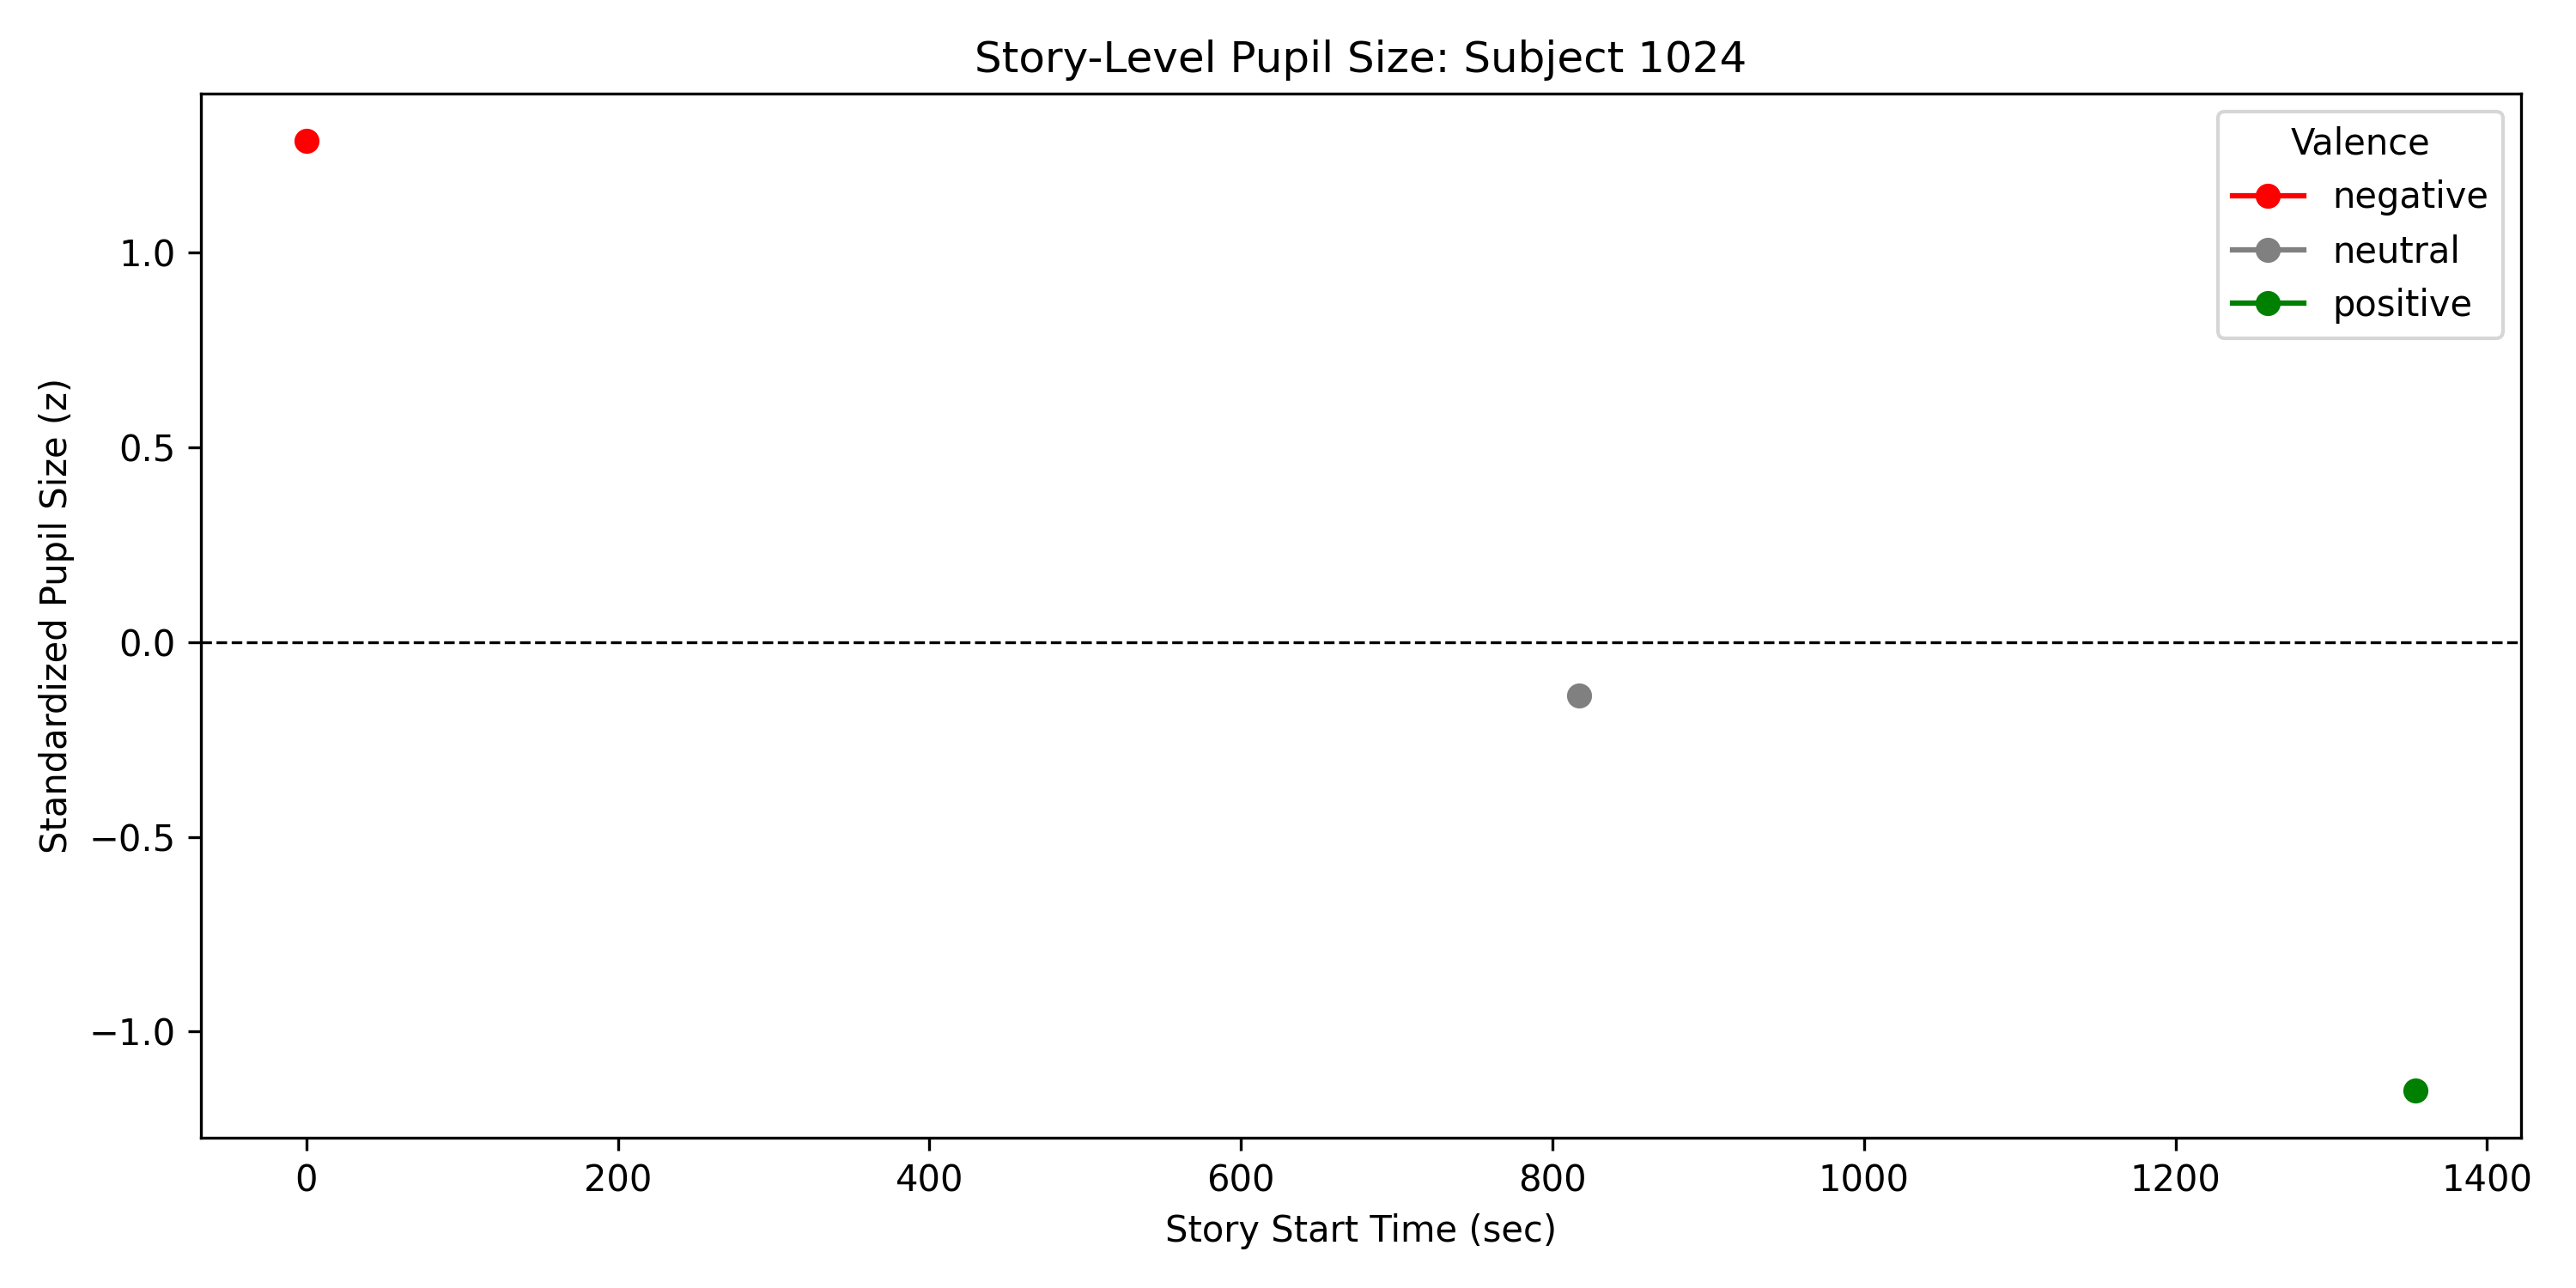 Story-Level Pupil Size: Subject 1024
Valence
negative
neutral
positive
Standardized Pupil Size (z)
1.0
0.5
0.0
−0.5
−1.0
0 200 400 600 800 1000 1200 1400
Story Start Time (sec)